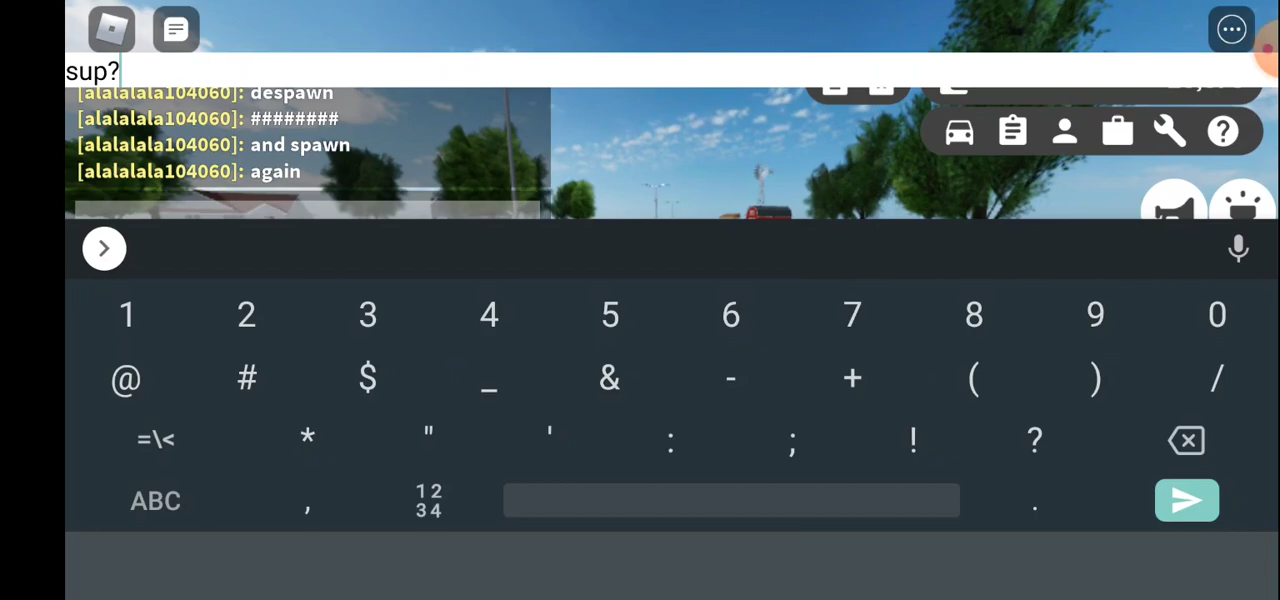 sup?
[alalalala104060]: despawn
[alalalala104060]: ########
[alalalala104060]: and spawn
[alalalala104060]: again
1 2 3 4 5 6 7 8 9 0
@ # $ _ & - + ( ) /
=\< * " ' : ; ! ?
ABC , 12 .
34